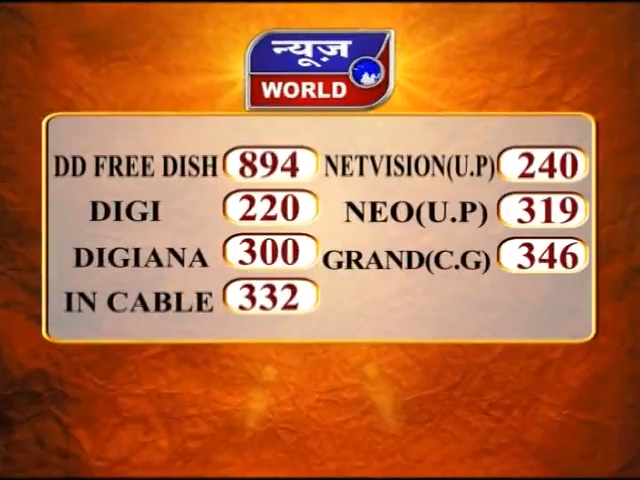 न्यूज़
WORLD
DD FREE DISH 894 NETVISION(U.P) 240
DIGI 220 NEO(U.P) 319
DIGIANA 300 GRAND(C.G) 346
IN CABLE 332